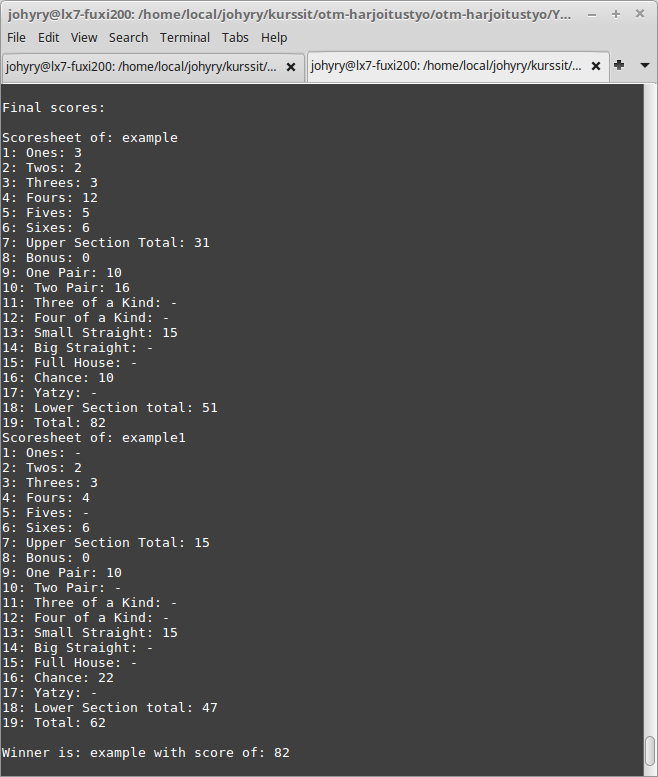 johyry@lx7-fuxi200: /home/local/johyry/kurssit/otm-harjoitustyo/otm-harjoitustyo/Y...
File Edit View Search Terminal Tabs Help
johyry@lx7-fuxi200: /home/local/johyry/kurssit/... johyry@lx7-fuxi200: /home/local/johyry/kurssit/...
Final scores:
Scoresheet of: example
1: Ones: 3
2: Twos: 2
3: Threes: 3
4: Fours: 12
5: Fives: 5
6: Sixes: 6
7: Upper Section Total: 31
8: Bonus: 0
9: One Pair: 10
10: Two Pair: 16
11: Three of a Kind: -
12: Four of a Kind: -
13: Small Straight: 15
14: Big Straight: -
15: Full House: -
16: Chance: 10
17: Yatzy: -
18: Lower Section total: 51
19: Total: 82
Scoresheet of: example1
1: Ones: -
2: Twos: 2
3: Threes: 3
4: Fours: 4
5: Fives: -
6: Sixes: 6
7: Upper Section Total: 15
8: Bonus: 0
9: One Pair: 10
10: Two Pair: -
11: Three of a Kind: -
12: Four of a Kind: -
13: Small Straight: 15
14: Big Straight: -
15: Full House: -
16: Chance: 22
17: Yatzy: -
18: Lower Section total: 47
19: Total: 62
Winner is: example with score of: 82